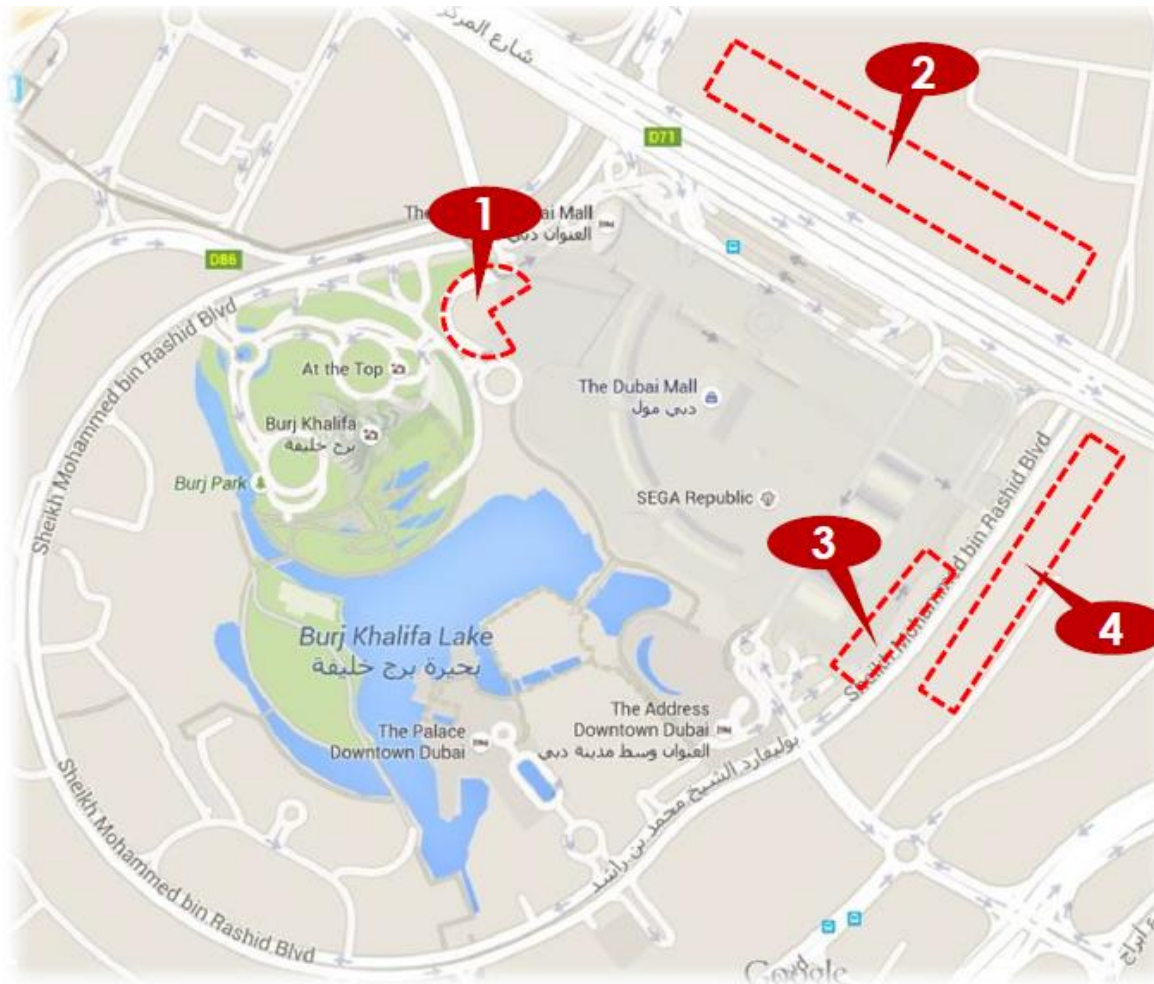 شارع المركز
2
D71
1
The
ai Mall
العنوان دبي
D86
Sheikh Mohammed bin Rashid Blvd
At the Top
The Dubai Mall
دبي مول
Burj Khalifa
برج خليفة
Burj Park
SEGA Republic
Sheikh Mohammed bin Rashid Blvd
3
4
Burj Khalifa Lake
بحيرة برج خليفة
The Address
Downtown Dubai
العنوان وسط مدينة دبي
The Palace
Downtown Dubai
بوليفارد الشيخ محمد بن راشد
Sheikh Mohammed bin Rashid Blvd
Google